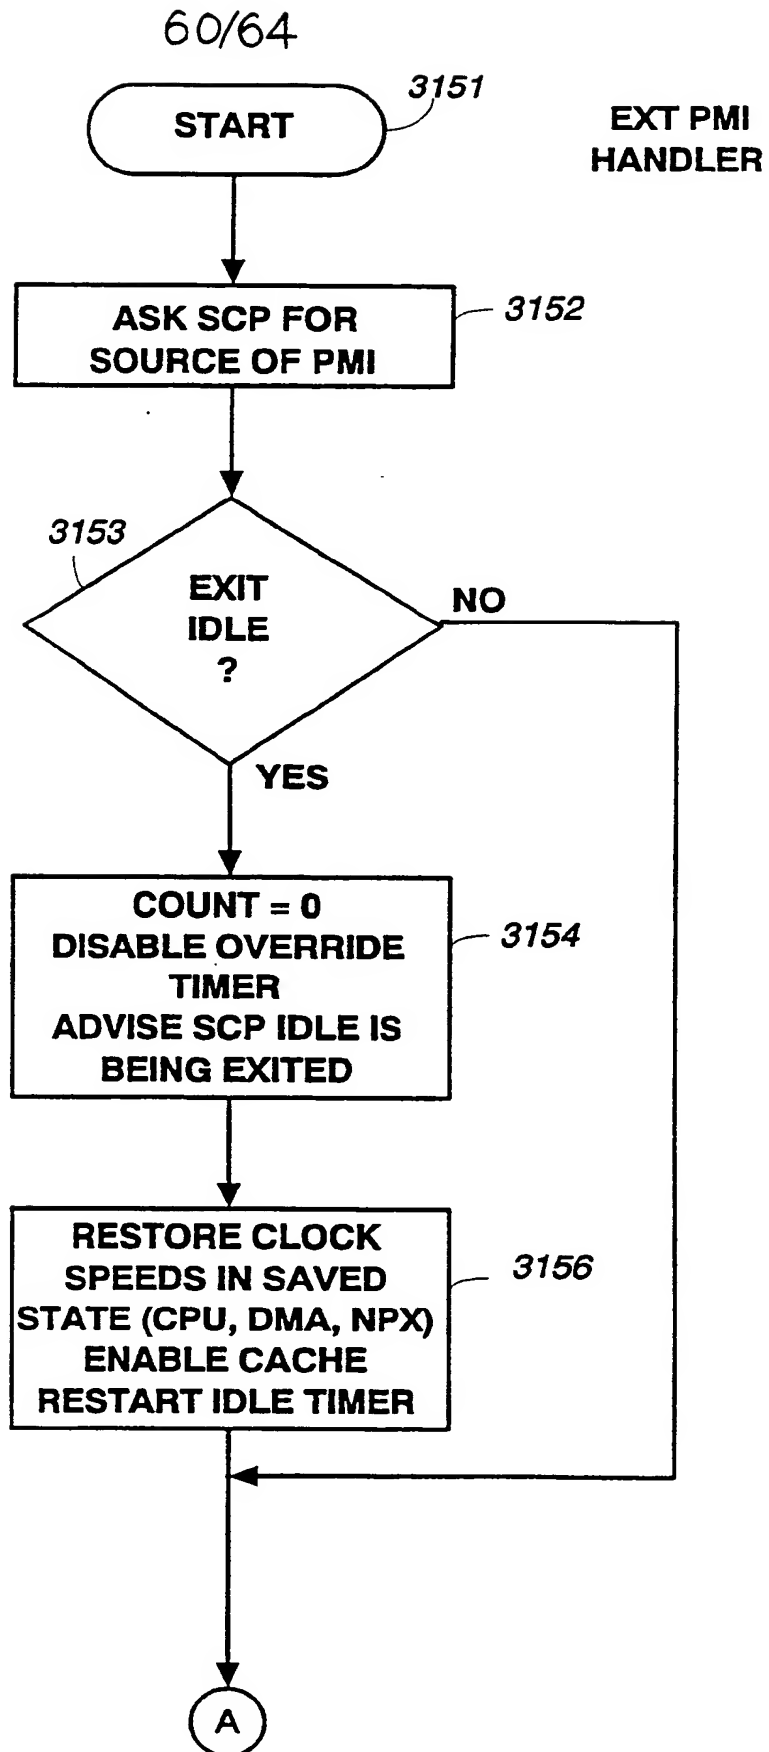 60/64
START
3151
EXT PMI
HANDLER
ASK SCP FOR
SOURCE OF PMI
3152
3153
EXIT
IDLE
?
NO
YES
COUNT = 0
DISABLE OVERRIDE
TIMER
ADVISE SCP IDLE IS
BEING EXITED
3154
RESTORE CLOCK
SPEEDS IN SAVED
STATE (CPU, DMA, NPX)
ENABLE CACHE
RESTART IDLE TIMER
3156
A